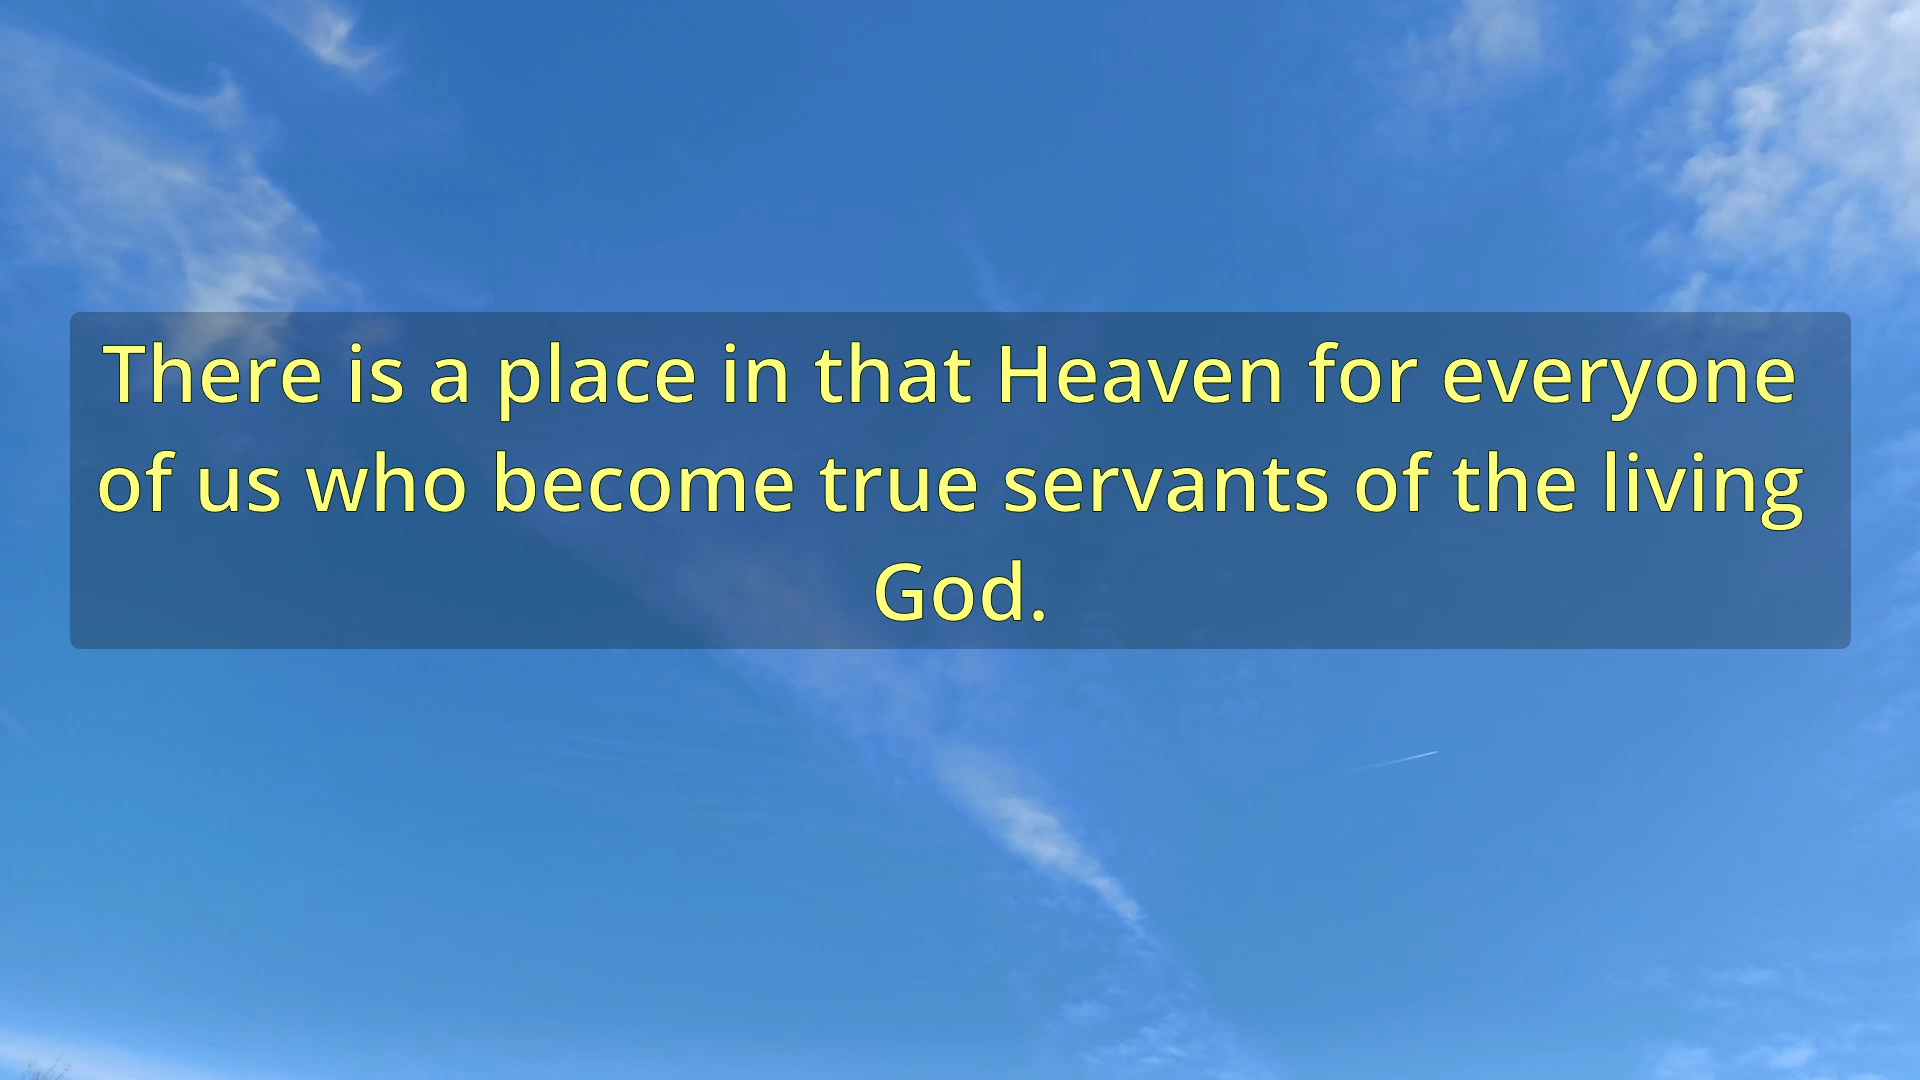 There is a place in that Heaven for everyone
of us who become true servants of the living
God.